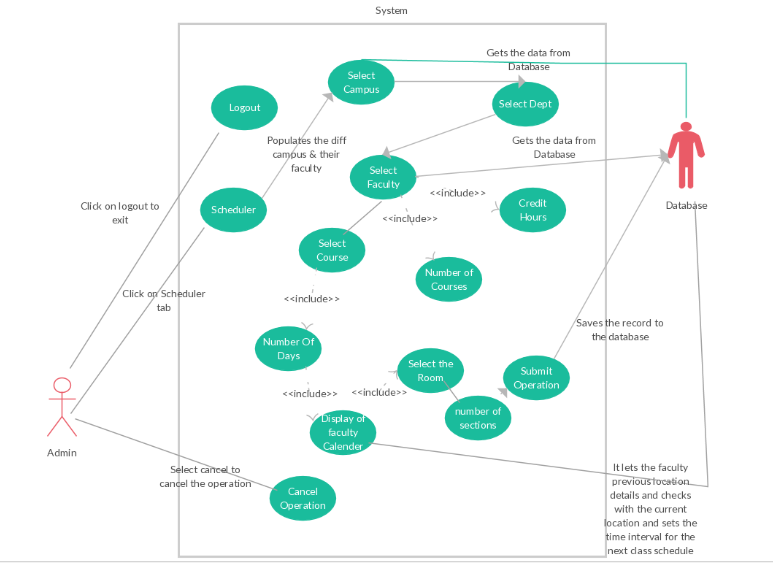 System
Gets the data from
Database
Select
Campus
Select Dept
Logout
Populates the diff
campus & their
faculty
Gets the data from
Database
Select
Faculty
<<include>>
Database
Click on logout to
exit
Scheduler
<<include>>
Credit
Hours
Select
Course
Number of
Courses
Click on Scheduler
tab
<<include>>
Saves the record to
the database
Number Of
Days
Select the
Room
Submit
Operation
<<include>>
<<include>>
number of
sections
Display of
faculty
Calender
Admin
Select cancel to
cancel the operation
Cancel
Operation
It lets the faculty
previous location
details and checks
with the current
location and sets the
time interval for the
next class schedule